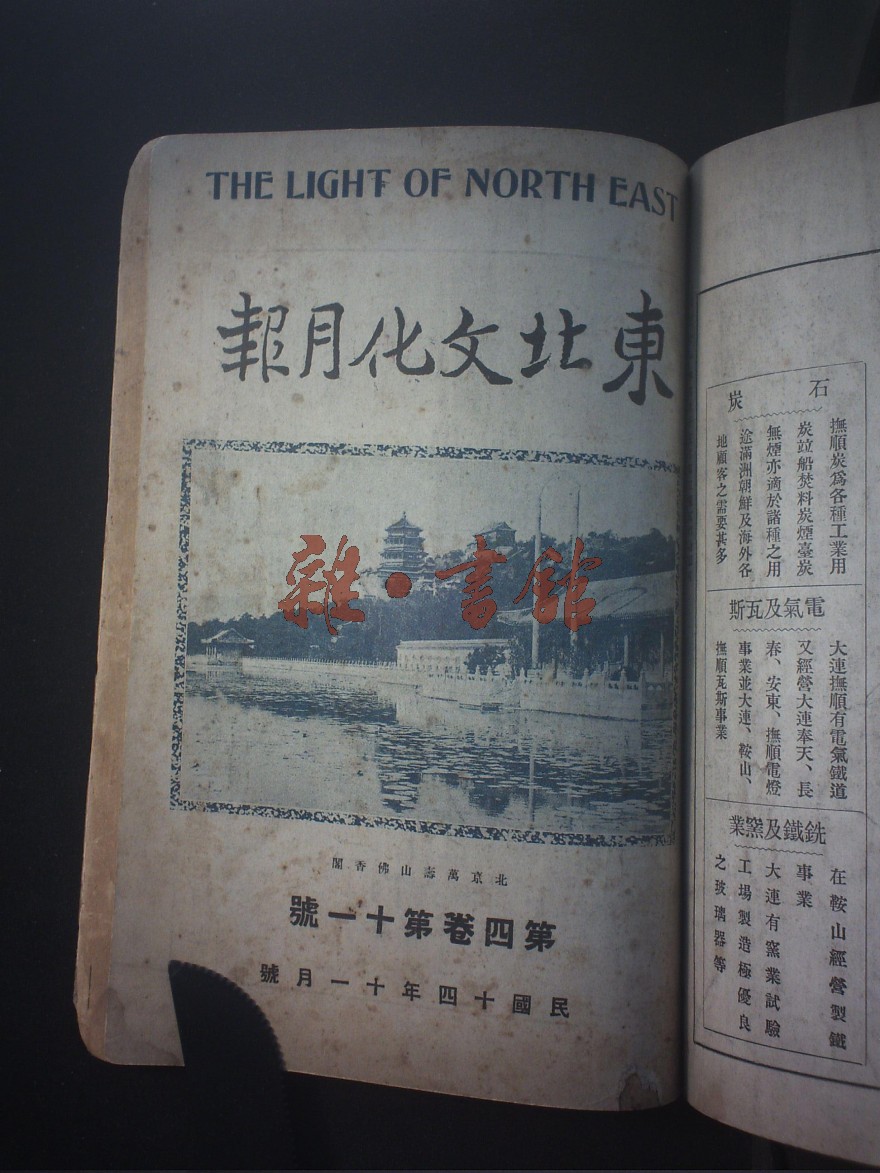 THE LIGHT OF NORTH EAST
東北文化月報
雜·書館
北京萬壽山佛香閣
第四卷第十一號
民國十四年十一月號
石炭
撫順炭爲各種工業用
炭竝船焚料炭煙臺炭
無煙亦適於諸種之用
途滿洲朝鮮及海外各
地顧客之需要甚多
電氣及瓦斯
大連撫順有電氣鐵道
又經營大連奉天、長
春、安東、撫順電燈
事業並大連、鞍山、
撫順瓦斯事業
銑鐵及窯業
在鞍山經營製鐵
事業
大連有窯業試驗
工場製造極優良
之玻璃器等